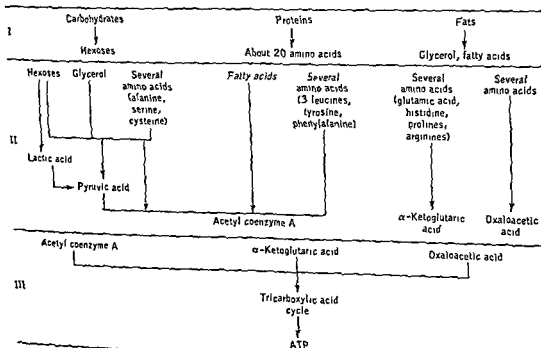 Carbohydrates Proteins Fats
I
Hexoses About 20 amino acids Glycerol, fatty acids
Hexoses Glycerol Several Fatty acids Several Several Several
amino acids amino acids amino acids amino acids
(alanine, (3 leucines, (glutamic acid,
serine, tyrosine, histidine,
cysteine) phenylalanine) prolines,
arginines)
II
Lactic acid
Pyruvic acid
Acetyl coenzyme A α-Ketoglutaric Oxaloacetic
acid acid
Acetyl coenzyme A α-Ketoglutaric acid Oxaloacetic acid
III
Tricarboxylic acid
cycle
ATP